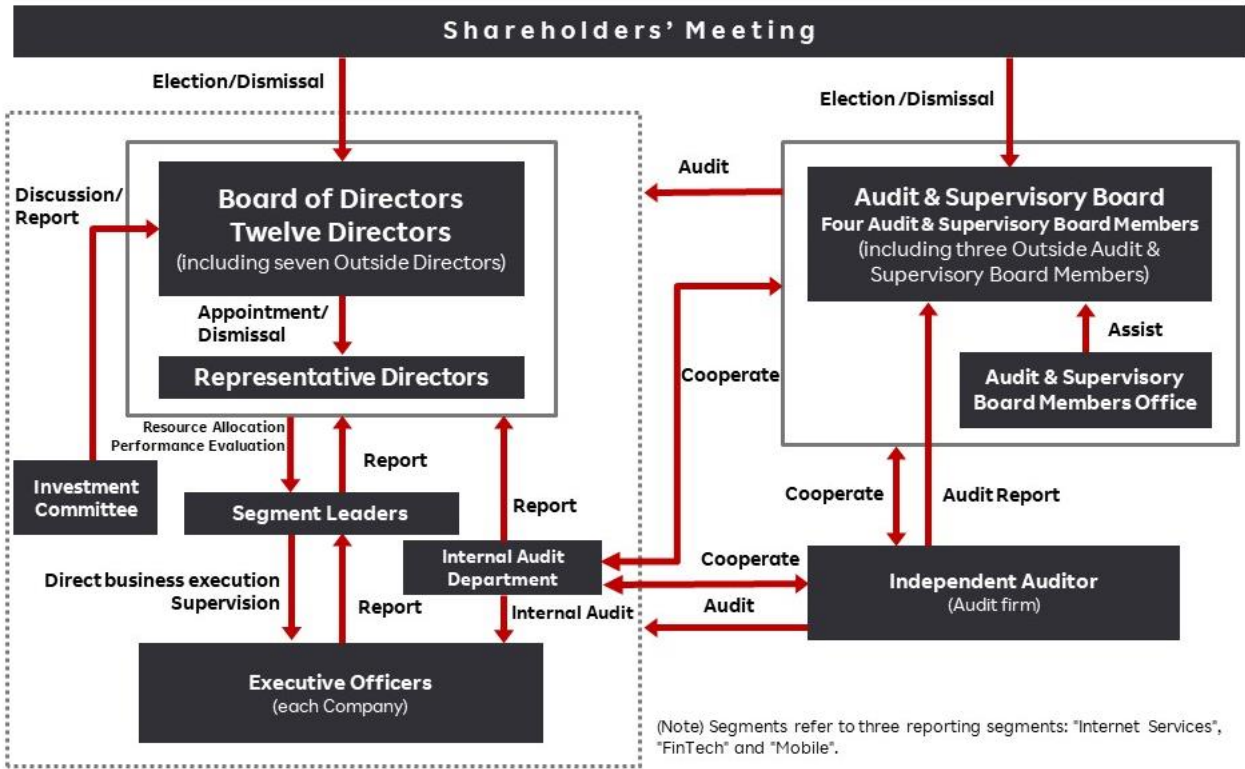 Shareholders' Meeting
Election/Dismissal
Election /Dismissal
Discussion/
Report
Board of Directors
Twelve Directors
(including seven Outside Directors)
Appointment/
Dismissal
Representative Directors
Audit
Audit & Supervisory Board
Four Audit & Supervisory Board Members
(including three Outside Audit &
Supervisory Board Members)
Assist
Audit & Supervisory
Board Members Office
Cooperate
Resource Allocation
Performance Evaluation
Report
Investment
Committee
Segment Leaders
Report
Cooperate
Audit Report
Internal Audit
Department
Cooperate
Independent Auditor
(Audit firm)
Direct business execution
Supervision
Report
Internal Audit
Audit
Executive Officers
(each Company)
(Note) Segments refer to three reporting segments: "Internet Services",
"FinTech" and "Mobile".